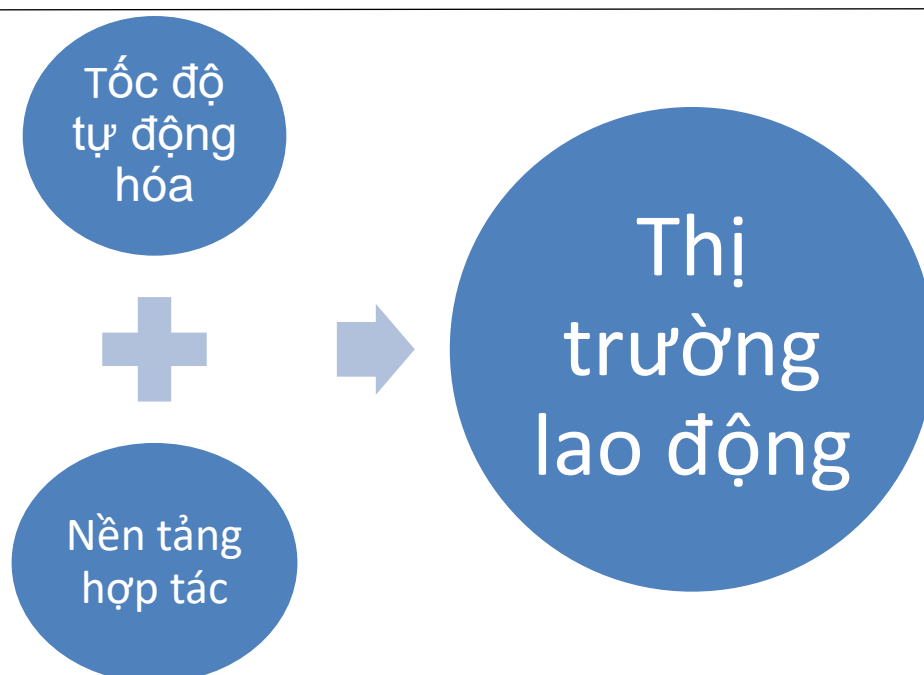 Tốc độ
tự động
hóa
Nền tảng
hợp tác
Thị
trường
lao động